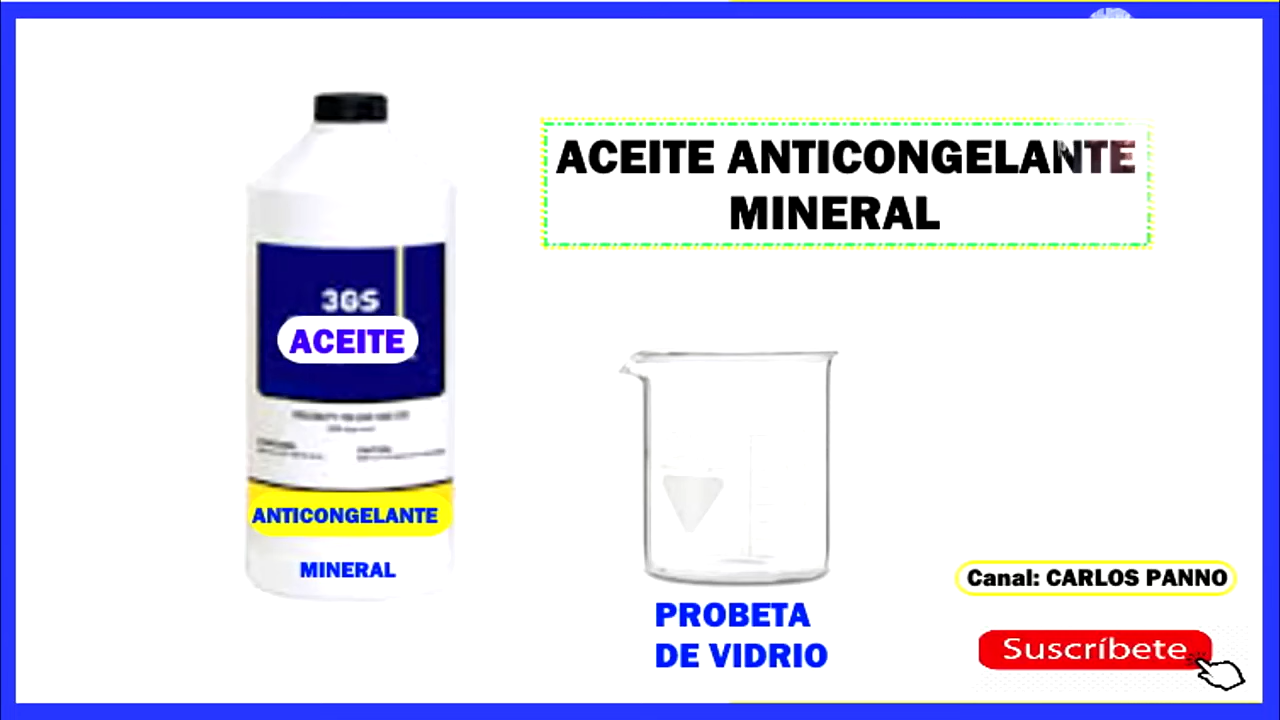 ACEITE ANTICONGELANTE
MINERAL
3GS
ACEITE
ANTICONGELANTE
MINERAL
PROBETA
DE VIDRIO
Canal: CARLOS PANNO
Suscríbete